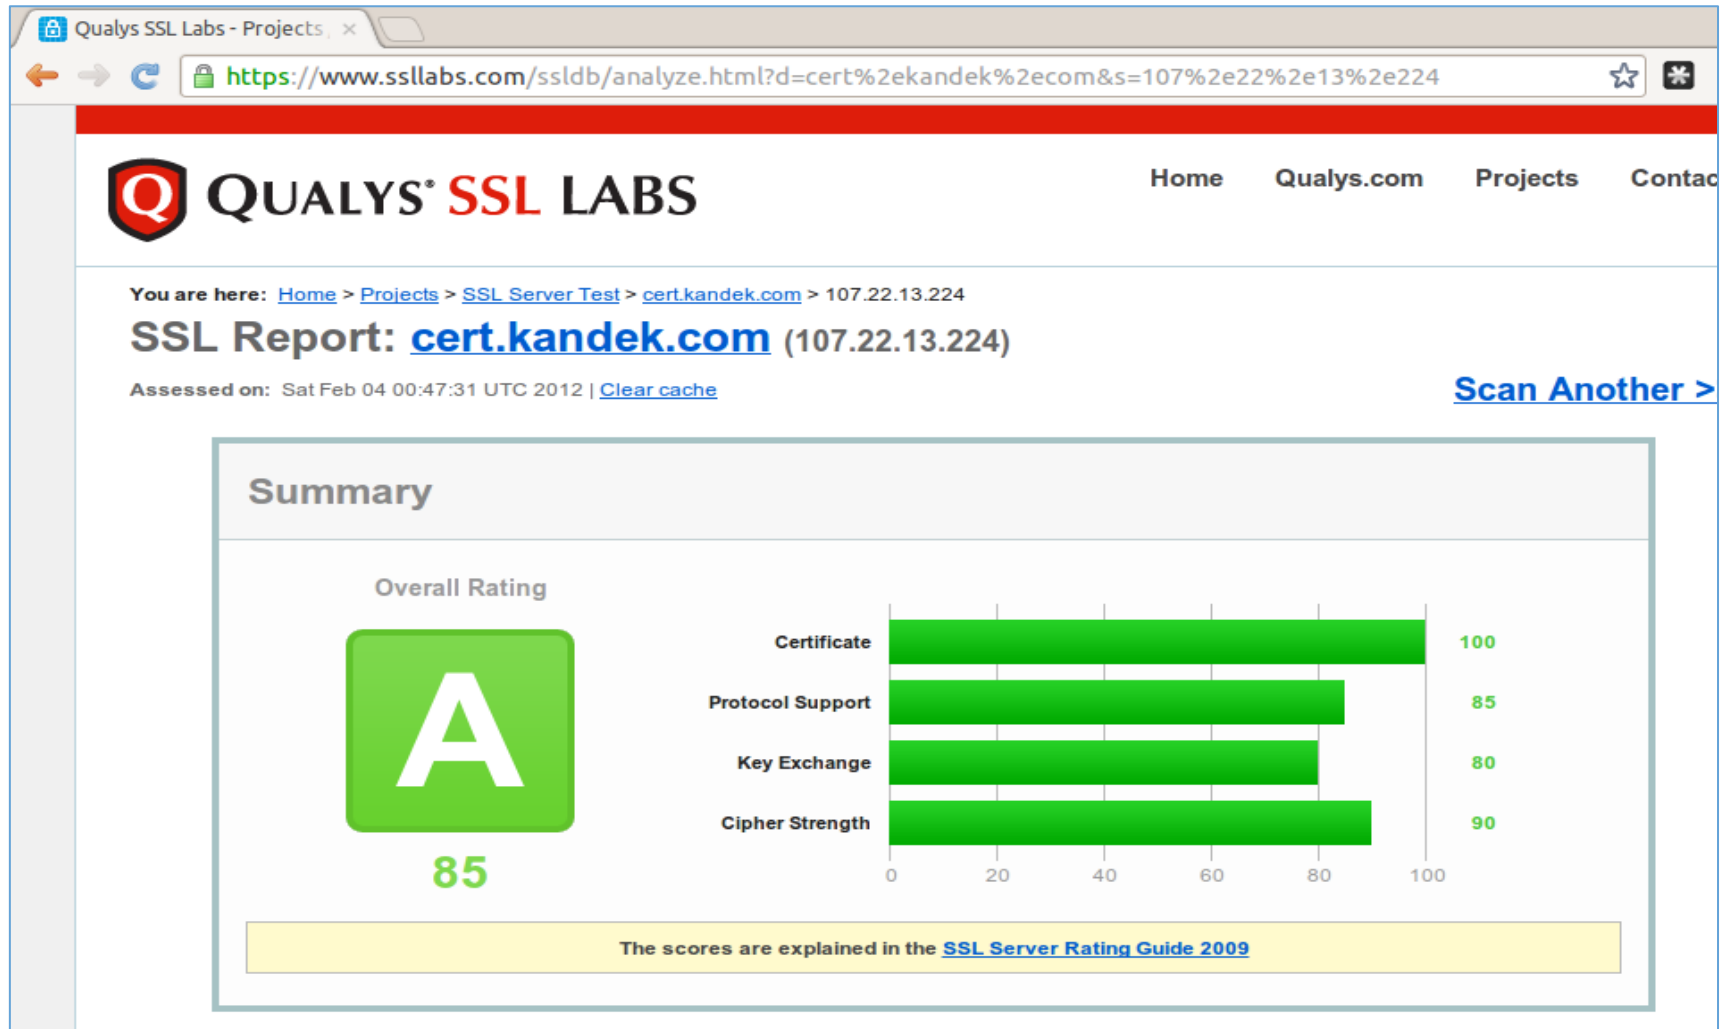 Qualys SSL Labs - Projects
https://www.ssllabs.com/ssldb/analyze.html?d=cert%2ekandek%2ecom&s=107%2e22%2e13%2e224
Q QUALYS® SSL LABS
Home Qualys.com Projects Contac
You are here: Home > Projects > SSL Server Test > cert.kandek.com > 107.22.13.224
SSL Report: cert.kandek.com (107.22.13.224)
Assessed on: Sat Feb 04 00:47:31 UTC 2012 | Clear cache
Scan Another >
Summary
Overall Rating
A
85
Certificate 100
Protocol Support 85
Key Exchange 80
Cipher Strength 90
0 20 40 60 80 100
The scores are explained in the SSL Server Rating Guide 2009